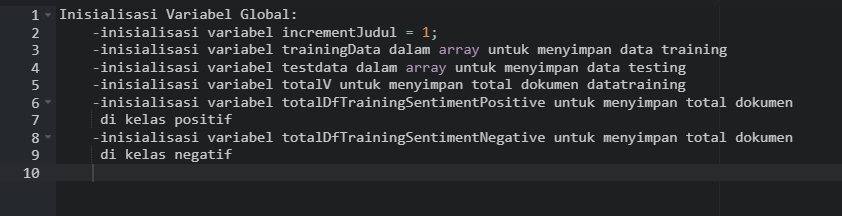 1 Inisialisasi Variabel Global:
2 -inisialisasi variabel incrementJudul = 1;
3 -inisialisasi variabel trainingData dalam array untuk menyimpan data training
4 -inisialisasi variabel testdata dalam array untuk menyimpan data testing
5 -inisialisasi variabel totalV untuk menyimpan total dokumen datatraining
6 -inisialisasi variabel totalDfTrainingSentimentPositive untuk menyimpan total dokumen
7 di kelas positif
8 -inisialisasi variabel totalDfTrainingSentimentNegative untuk menyimpan total dokumen
9 di kelas negatif
10